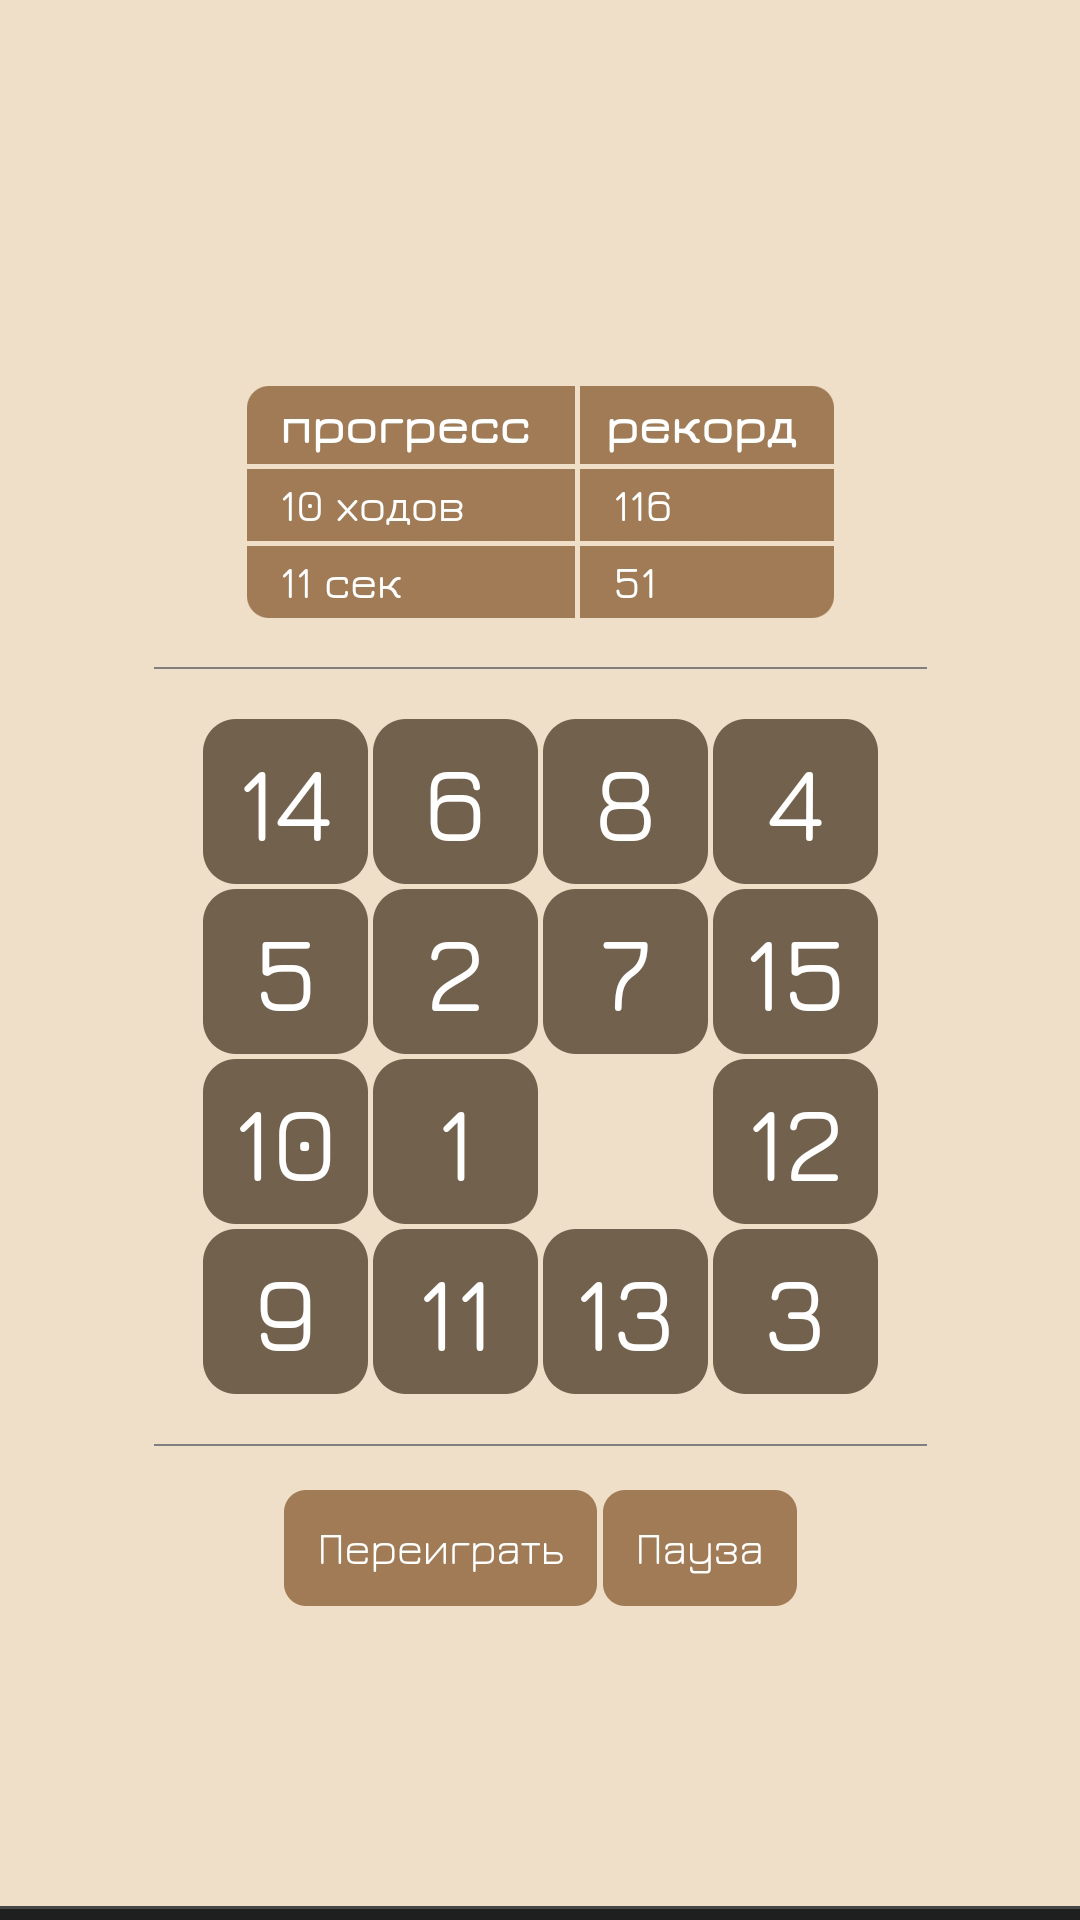 прогресс рекорд
10 ходов 116
11 сек 51
14 6 8 4
5 2 7 15
10 1 12
9 11 13 3
Переиграть Пауза